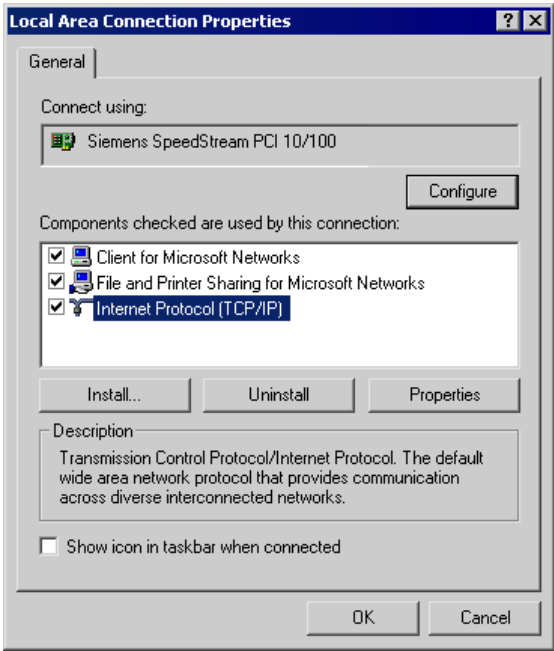 Local Area Connection Properties
General
Connect using:
Siemens SpeedStream PCI 10/100
Configure
Components checked are used by this connection:
Client for Microsoft Networks
File and Printer Sharing for Microsoft Networks
Internet Protocol (TCP/IP)
Install... Uninstall Properties
Description
Transmission Control Protocol/Internet Protocol. The default
wide area network protocol that provides communication
across diverse interconnected networks.
Show icon in taskbar when connected
OK Cancel